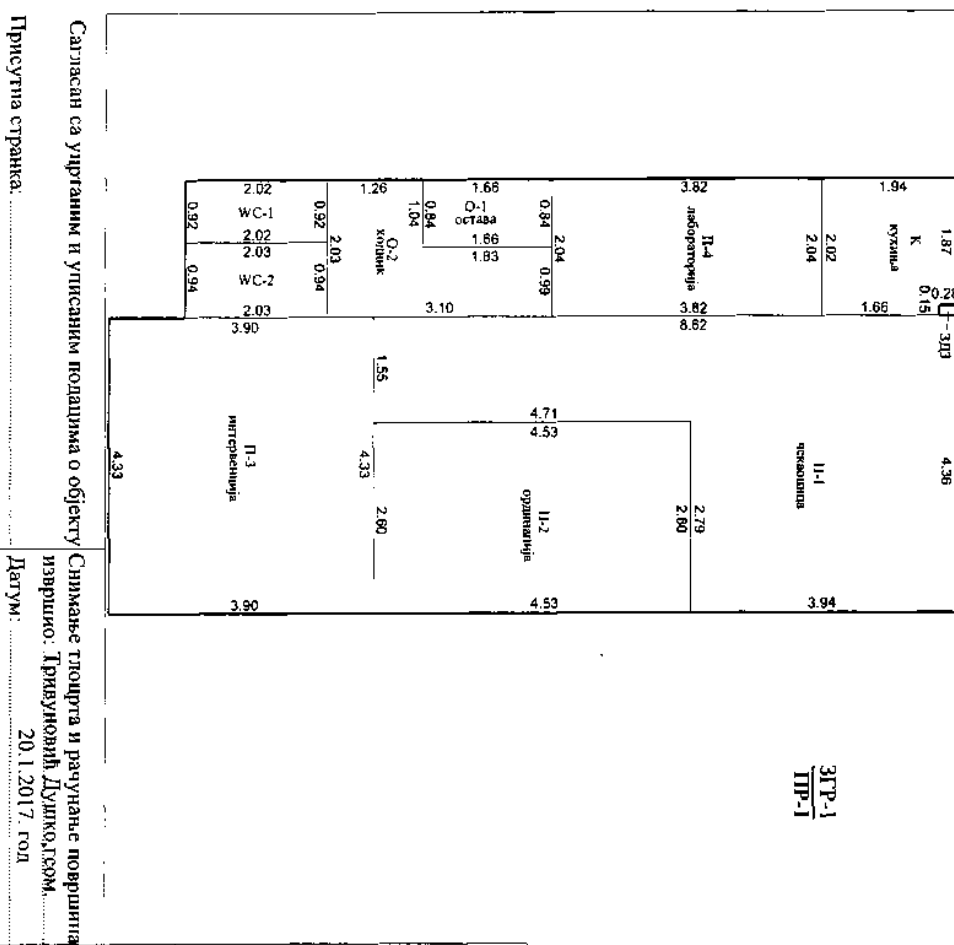 2.02
1.26
1.66
3.82
1.94
0.92
WC-1
0.92
2.02
2.03
0.94
WC-2
0.94
2.03
2.03
1.04
0.84
О-1
остава
0.84
1.66
1.83
О-2
ходник
2.04
0.99
3.10
П-4
лабораторија
3.82
2.04
2.02
К
кухиња
1.87
0.28
0.15
ЗДЗ
1.66
3.90
8.62
1.55
4.71
4.53
4.33
П-3
интервенција
4.33
2.60
П-2
ординација
2.60
2.79
П-1
чекаоница
4.36
3.90
4.53
3.94
ЗГР-1
ПР-1
Сагласан са уцртаним и уписаним подацима о објекту
Присутна странка:
Снимање тлоцрта и рачунање површина
извршио: Тривуновић Душко,геом.
Датум: 20.1.2017. год